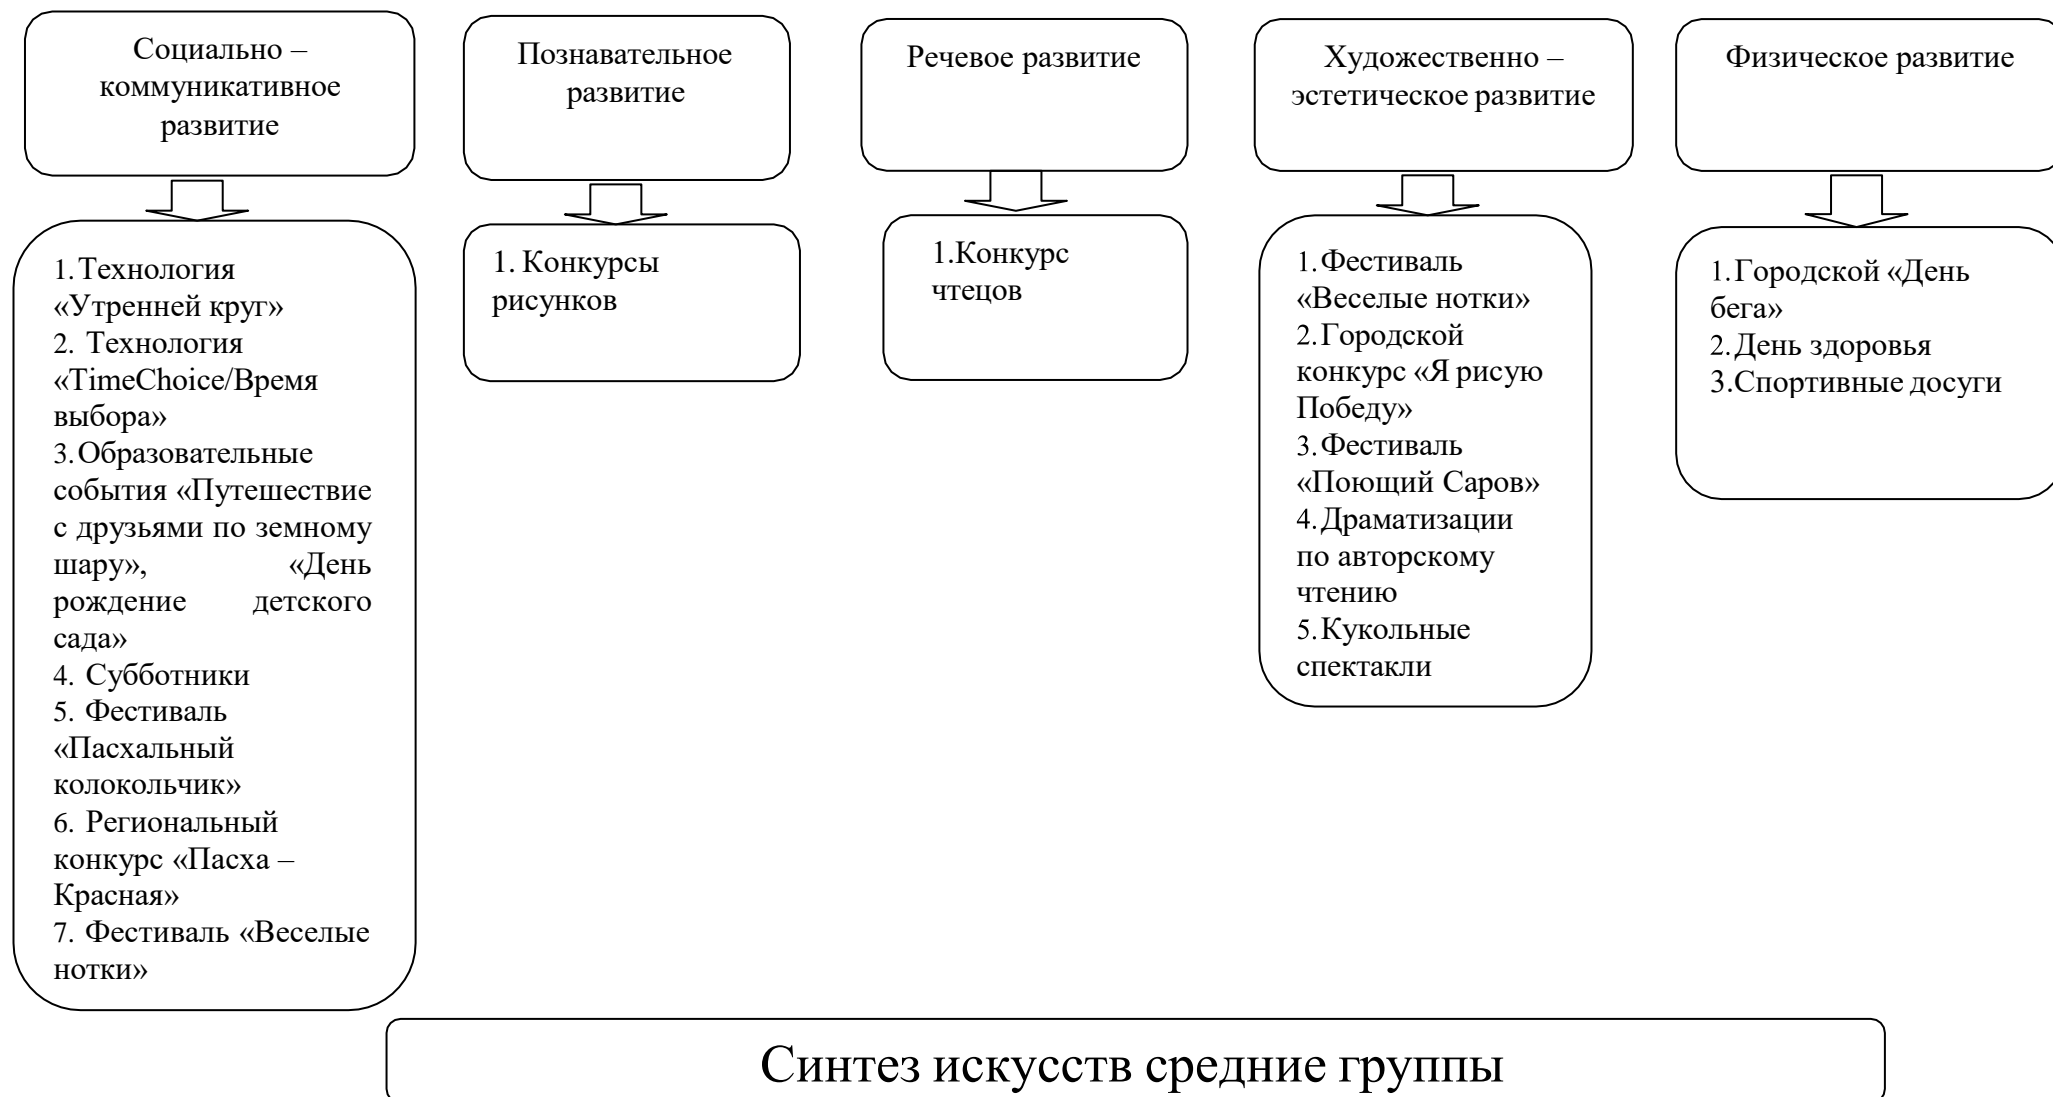 Социально –
коммуникативное
развитие
Познавательное
развитие
Речевое развитие
Художественно –
эстетическое развитие
Физическое развитие
1. Технология
«Утренней круг»
2. Технология
«TimeChoice/Время
выбора»
3. Образовательные
события «Путешествие
с друзьями по земному
шару», «День
рождение детского
сада»
4. Субботники
5. Фестиваль
«Пасхальный
колокольчик»
6. Региональный
конкурс «Пасха –
Красная»
7. Фестиваль «Веселые
нотки»
1. Конкурсы
рисунков
1.Конкурс
чтецов
1.Фестиваль
«Веселые нотки»
2.Городской
конкурс «Я рисую
Победу»
3.Фестиваль
«Поющий Саров»
4.Драматизации
по авторскому
чтению
5.Кукольные
спектакли
1.Городской «День
бега»
2.День здоровья
3.Спортивные досуги
Синтез искусств средние группы